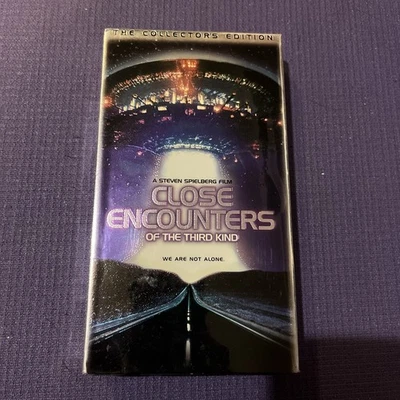 THE COLLECTORS EDITION
A STEVEN SPIELBERG FILM
CLOSE
ENCOUNTERS
OF THE THIRD KIND
WE ARE NOT ALONE.